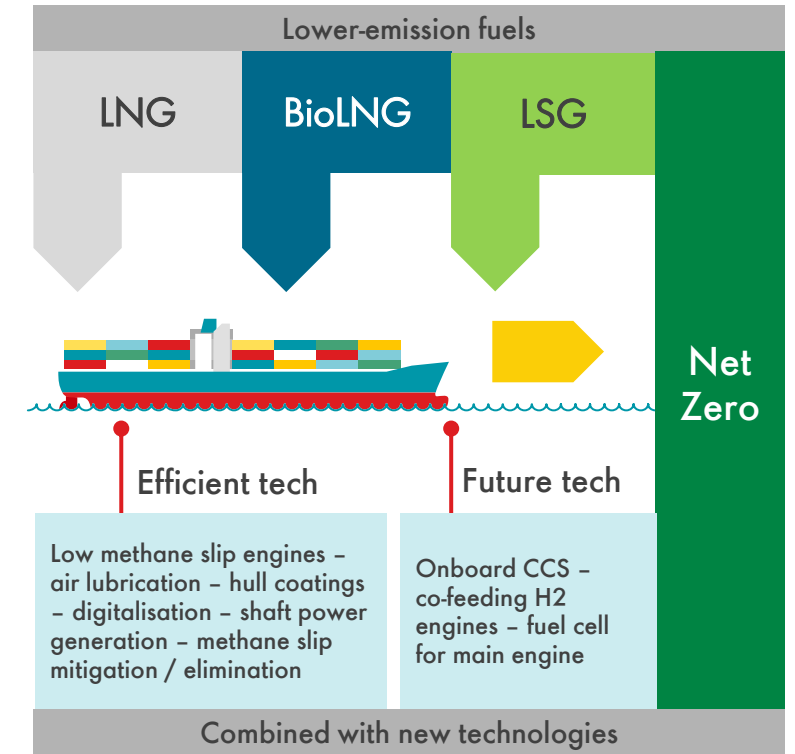 Lower-emission fuels
LNG
BioLNG
LSG
Net
Zero
Efficient tech
Low methane slip engines –
air lubrication – hull coatings
– digitalisation – shaft power
generation – methane slip
mitigation / elimination
Future tech
Onboard CCS –
co-feeding H2
engines – fuel cell
for main engine
Combined with new technologies